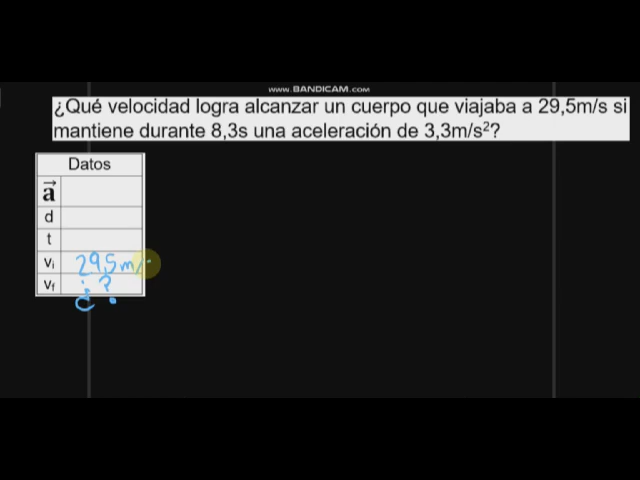 www.BANDICAM.com
¿Qué velocidad logra alcanzar un cuerpo que viajaba a 29,5m/s si
mantiene durante 8,3s una aceleración de 3,3m/s²?
Datos
a
d
t
vᵢ 29,5m/
v_f ¿?